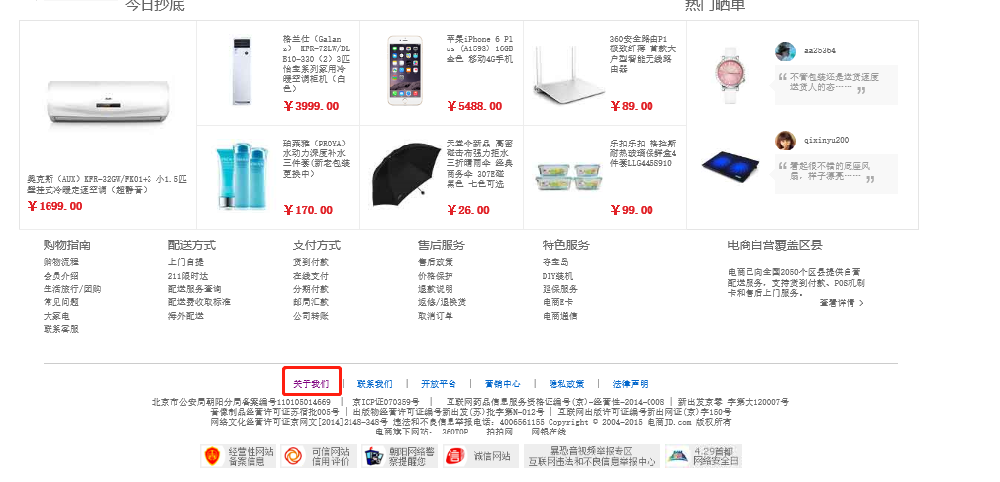 今日抄底
热门晒单
奥克斯（AUX）KFR-32GW/FK01+3 小1.5匹
壁挂式冷暖定速空调（超静音）
¥1699.00
格兰仕（Galan
z） KFR-72LW/DL
B10-330（2）3匹
怡宝系列家用冷
暖空调柜机（白
色）
¥3999.00
苹果iPhone 6 Pl
us (A1593) 16GB
金色 移动4G手机
¥5488.00
360安全路由P1
极致纤薄 首款大
户型智能无线路
由器
¥89.00
珀莱雅（PROYA）
水动力深度补水
三件套(新老包装
更换中)
¥170.00
天堂伞新品 高密
碰击布强力拒水
三折晴雨伞 经典
商务伞 307E碰
黑色 七色可选
¥26.00
乐扣乐扣 格拉斯
耐热玻璃保鲜盒4
件套LLG445S910
¥99.00
aa25364
“ 不管包装还是送货速度
送货人的态…… ”
qixinyu200
“ 看起很不错的底座风
扇，样子漂亮…… ”
购物指南
购物流程
会员介绍
生活旅行/团购
常见问题
大家电
联系客服
配送方式
上门自提
211限时达
配送服务查询
配送费收取标准
海外配送
支付方式
货到付款
在线支付
分期付款
邮局汇款
公司转账
售后服务
售后政策
价格保护
退款说明
返修/退换货
取消订单
特色服务
夺宝岛
DIY装机
延保服务
电商E卡
电商通信
电商自营覆盖区县
电商已向全国2050个区县提供自营
配送服务，支持货到付款、POS机刷
卡和售后上门服务。
查看详情 >
关于我们 | 联系我们 | 开放平台 | 营销中心 | 隐私政策 | 法律声明
北京市公安局朝阳分局备案编号110105014669 | 京ICP证070359号 | 互联网药品信息服务资格证编号(京)-经营性-2014-0008 | 新出发京零 字第大120007号
音像制品经营许可证苏宿批005号 | 出版物经营许可证编号新出发(苏)批字第N-012号 | 互联网出版许可证编号新出网证(京)字150号
网络文化经营许可证京网文[2014]2148-348号 违法和不良信息举报电话：4006561155 Copyright © 2004-2015 电商JD.com 版权所有
电商旗下网站： 360TOP 拍拍网 网银在线
经营性网站
备案信息
可信网站
信用评价
朝阳网络警
察提醒您
诚信网站
暴恐音视频举报专区
互联网违法和不良信息举报中心
4.29首都
网络安全日